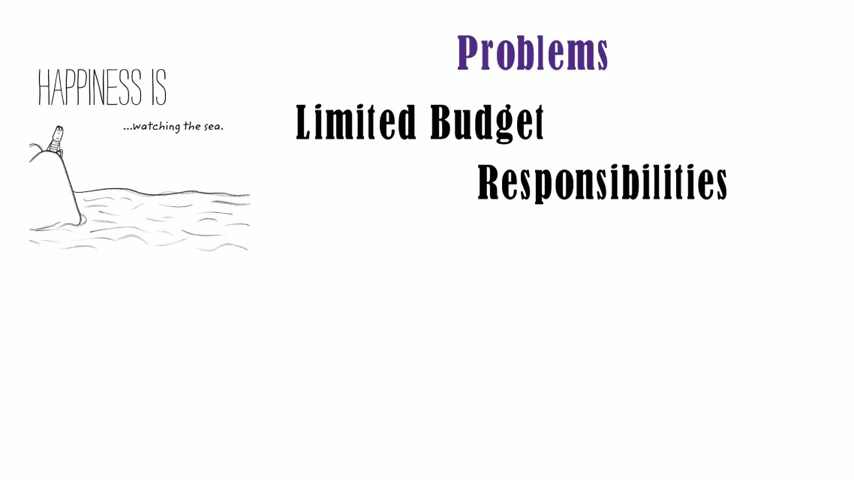 HAPPINESS IS
...watching the sea.
Problems
Limited Budget
Responsibilities